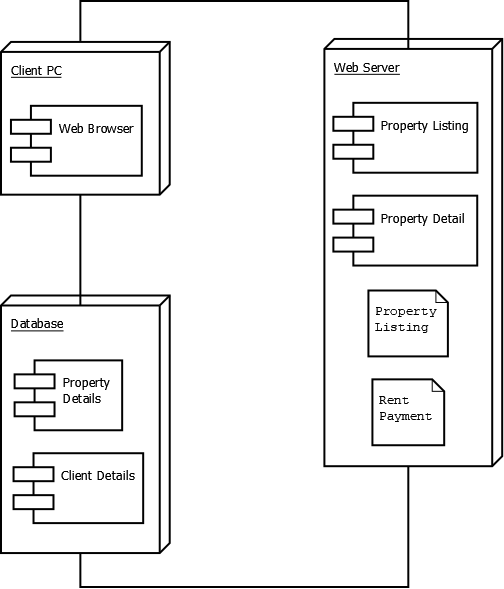 Client PC
Web Browser
Web Server
Property Listing
Property Detail
Property
Listing
Rent
Payment
Database
Property
Details
Client Details